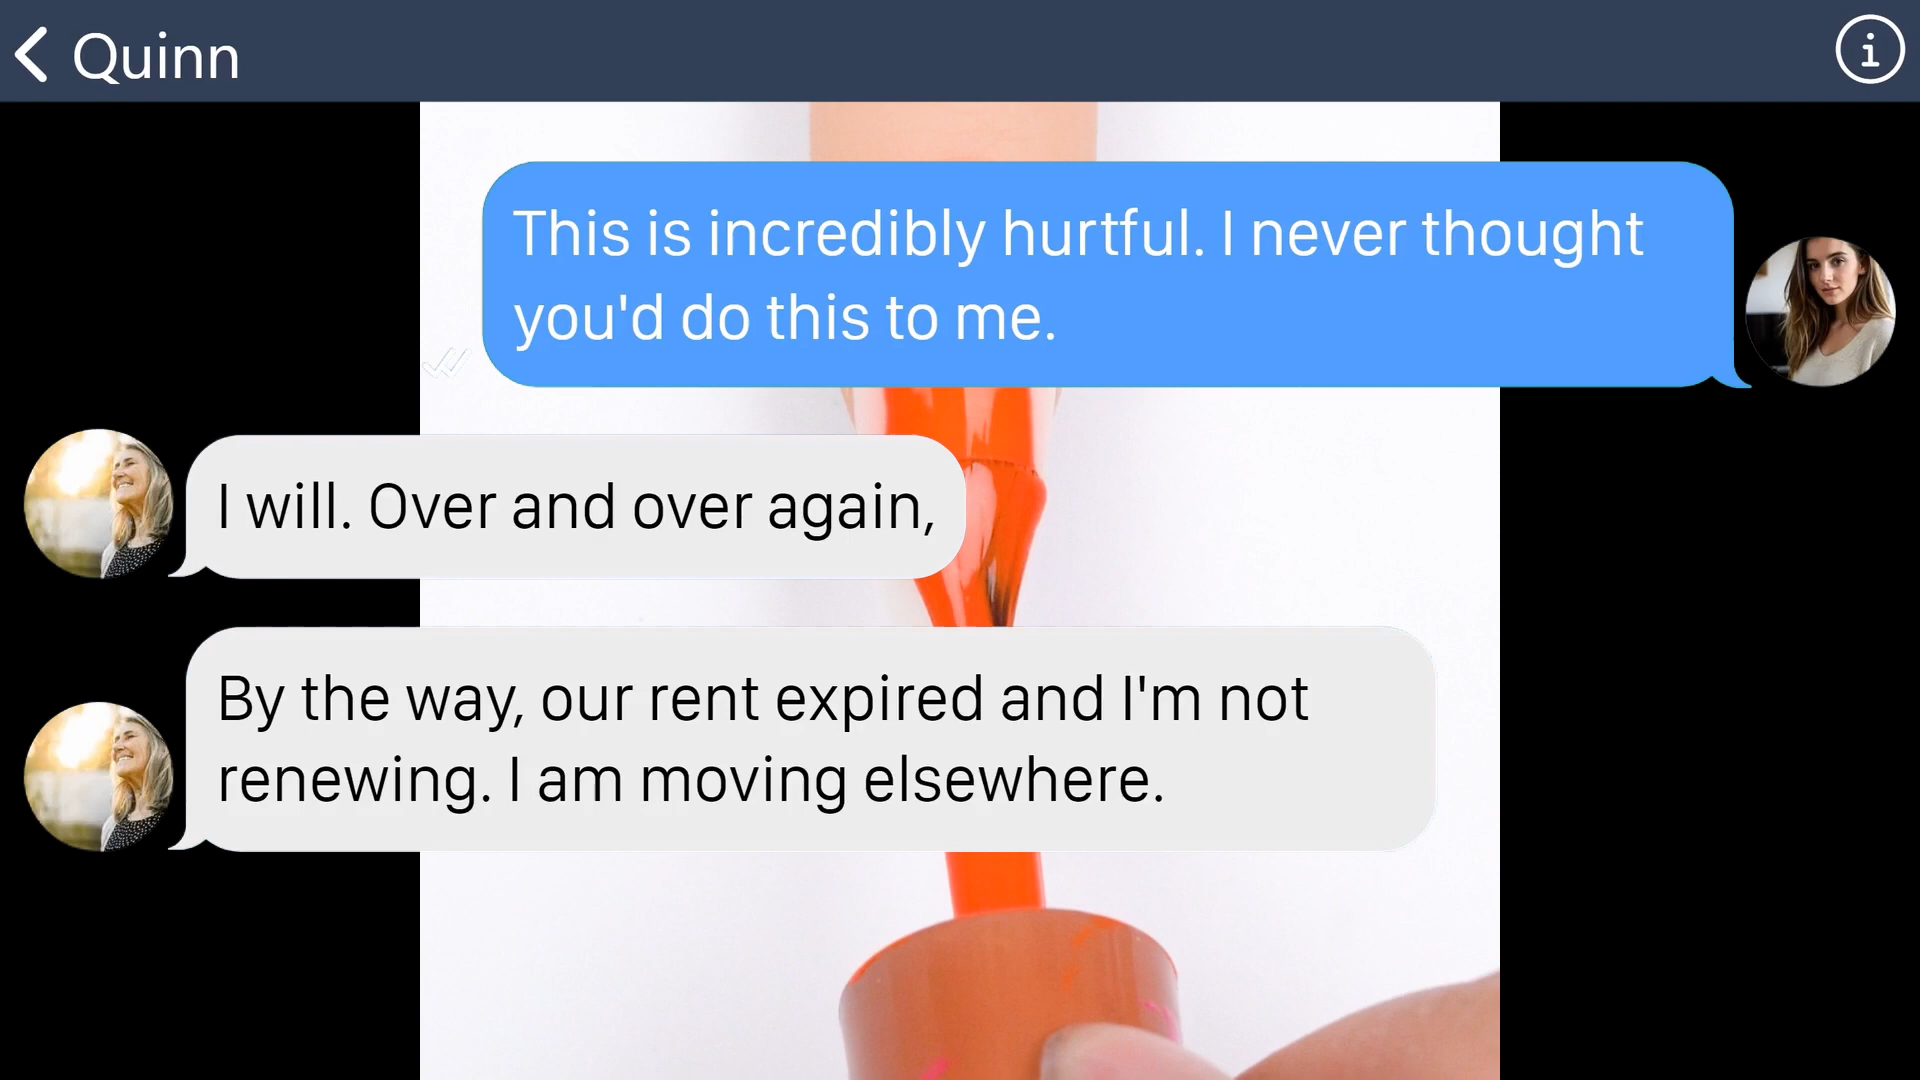 Quinn
This is incredibly hurtful. I never thought
you'd do this to me.
I will. Over and over again,
By the way, our rent expired and I'm not
renewing. I am moving elsewhere.